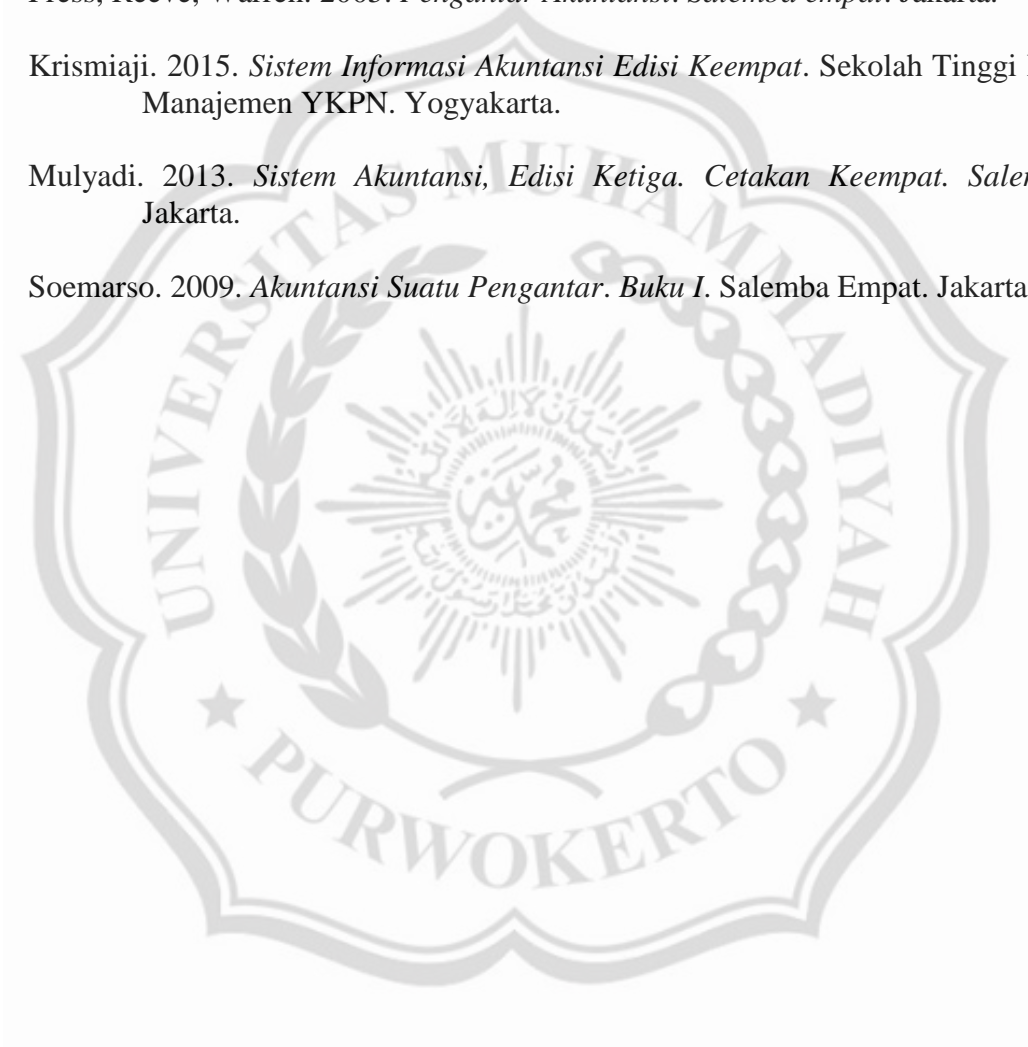 Krismiaji. 2015. Sistem Informasi Akuntansi Edisi Keempat. Sekolah Tinggi
Manajemen YKPN. Yogyakarta.
Mulyadi. 2013. Sistem Akuntansi, Edisi Ketiga. Cetakan Keempat.
Jakarta.
Soemarso. 2009. Akuntansi Suatu Pengantar. Buku I. Salemba Empat. Jakarta
UNIVERSITAS MUHAMMADIYAH
PURWOKERTO
محمد